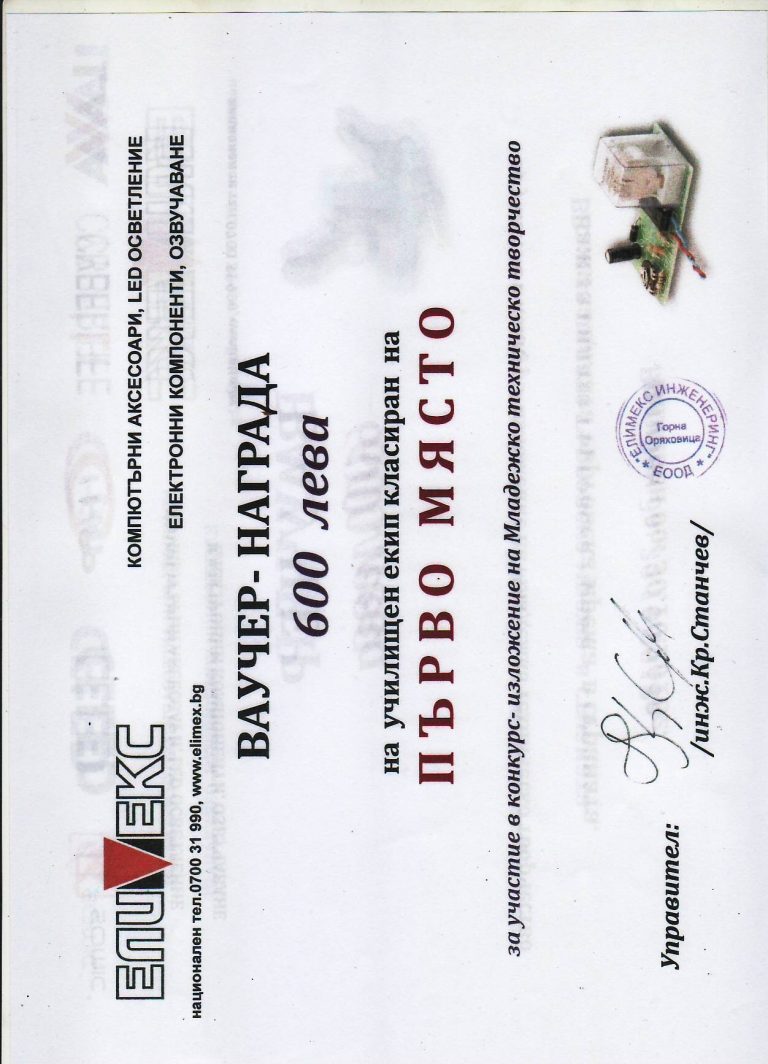 ЕЛИМЕКС
национален тел.0700 31 990, www.elimex.bg
КОМПЮТЪРНИ АКСЕСОАРИ, LED ОСВЕТЛЕНИЕ
ЕЛЕКТРОННИ КОМПОНЕНТИ, ОЗВУЧАВАНЕ
ВАУЧЕР- НАГРАДА
600 лева
на училищен екип класиран на
ПЪРВО МЯСТО
за участие в конкурс- изложение на Младежко техническо творчество
Управител:
/инж.Кр.Станчев/
"ЕЛИМЕКС ИНЖЕНЕРИНГ"
Горна
Оряховица
* ЕООД *